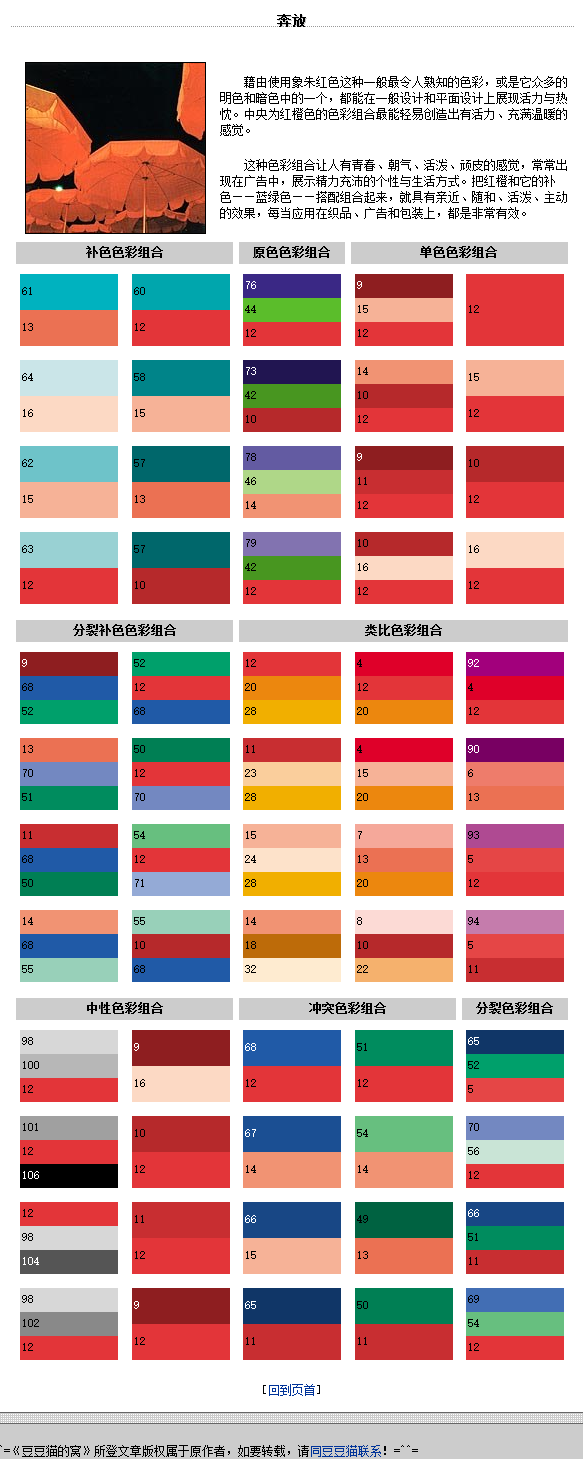 奔放
藉由使用象朱红色这种一般最令人熟知的色彩，或是它众多的
明色和暗色中的一个，都能在一般设计和平面设计上展现活力与热
忱。中央为红橙色的色彩组合最能轻易创造出有活力、充满温暖的
感觉。
这种色彩组合让人有青春、朝气、活泼、顽皮的感觉，常常出
现在广告中，展示精力充沛的个性与生活方式。把红橙和它的补
色——蓝绿色——搭配组合起来，就具有亲近、随和、活泼、主动
的效果，每当应用在织品、广告和包装上，都是非常有效。
补色色彩组合 原色色彩组合 单色色彩组合
61 60 76 9 12
44 15
13 12 12 12
64 58 73 14 15
42 10
16 15 10 12 12
62 57 78 9 10
46 11
15 13 14 12 12
63 57 79 10 16
42 16
12 10 12 12 12
分裂补色色彩组合 类比色彩组合
9 52 12 4 92
68 12 20 12 4
52 68 28 20 12
13 50 11 4 90
70 12 23 15 6
51 70 28 20 13
11 54 15 7 93
68 12 24 13 5
50 71 28 20 12
14 55 14 8 94
68 10 18 10 5
55 68 32 22 11
中性色彩组合 冲突色彩组合 分裂色彩组合
98 9 68 51 65
100 52
12 16 12 12 5
101 10 67 54 70
12 56
106 12 14 14 12
12 11 66 49 66
98 51
104 12 15 13 11
98 9 65 50 69
102 54
12 12 11 11 12
[回到页首]
^=《豆豆猫的窝》所登文章版权属于原作者，如要转载，请同豆豆猫联系！=^^=